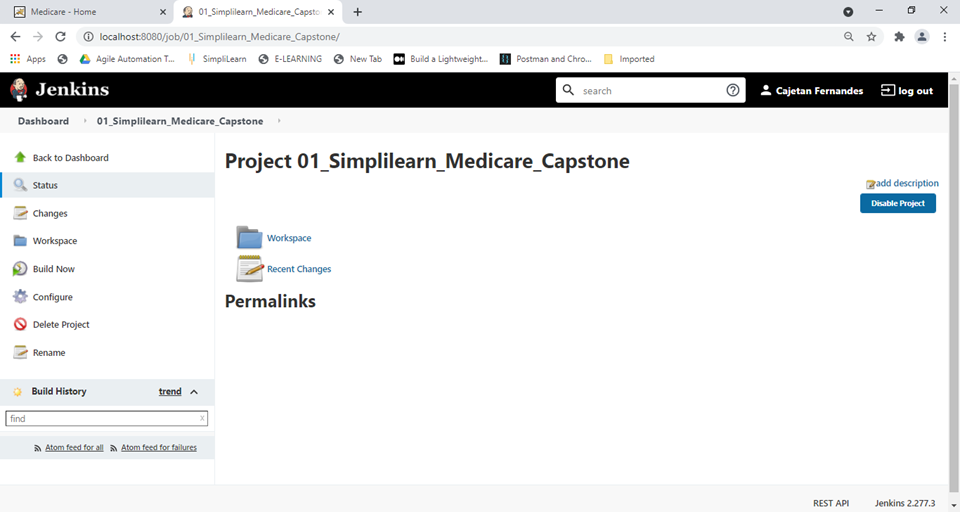 Medicare - Home
01_Simplilearn_Medicare_Capsto
localhost:8080/job/01_Simplilearn_Medicare_Capstone/
Apps Agile Automation T... SimpliLearn E-LEARNING New Tab Build a Lightweight... Postman and Chro... Imported
Jenkins search Cajetan Fernandes log out
Dashboard 01_Simplilearn_Medicare_Capstone
Back to Dashboard
Status
Changes
Workspace
Build Now
Configure
Delete Project
Rename
Build History trend
find x
Atom feed for all Atom feed for failures
Project 01_Simplilearn_Medicare_Capstone
add description
Disable Project
Workspace
Recent Changes
Permalinks
REST API Jenkins 2.277.3